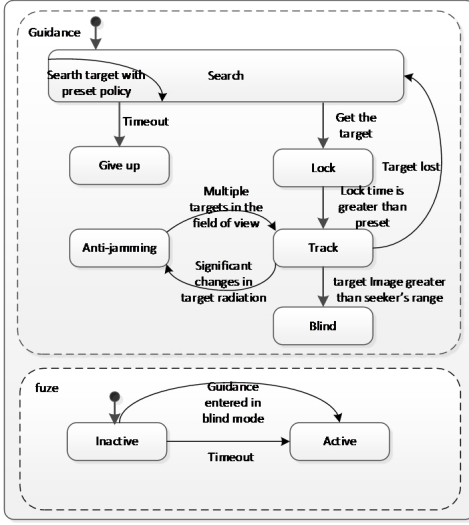 Guidance
Searth target with
preset policy
Search
Timeout
Get the
target
Give up
Lock
Target lost
Multiple
targets in the
field of view
Lock time is
greater than
preset
Anti-jamming
Track
Significant
changes in
target radiation
target Image greater
than seeker's range
Blind
fuze
Guidance
entered in
blind mode
Inactive
Active
Timeout